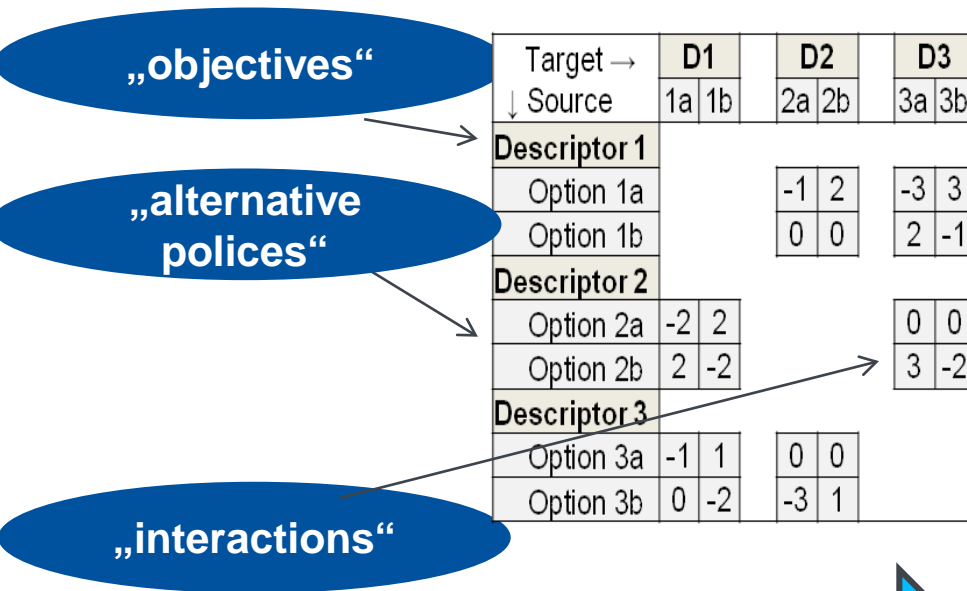 „objectives“
„alternative
polices“
„interactions“
Target → D1 D2 D3
↓ Source 1a 1b 2a 2b 3a 3b
Descriptor 1
Option 1a -1 2 -3 3
Option 1b 0 0 2 -1
Descriptor 2
Option 2a -2 2 0 0
Option 2b 2 -2 3 -2
Descriptor 3
Option 3a -1 1 0 0
Option 3b 0 -2 -3 1